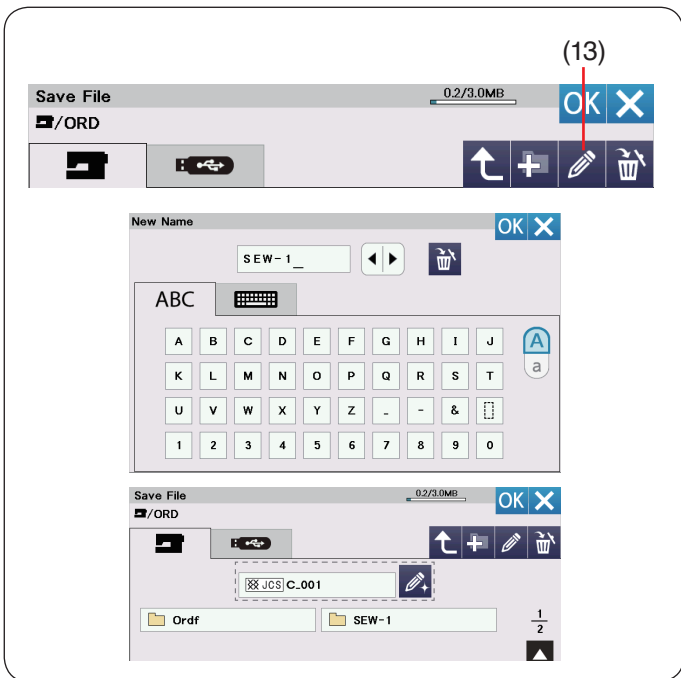 (13)
Save File 0.2/3.0MB OK
/ORD
New Name OK
SEW-1_
ABC
A B C D E F G H I J A
K L M N O P Q R S T a
U V W X Y Z _ - &
1 2 3 4 5 6 7 8 9 0
Save File 0.2/3.0MB OK
/ORD
JCS C_001
Ordf SEW-1 1
2